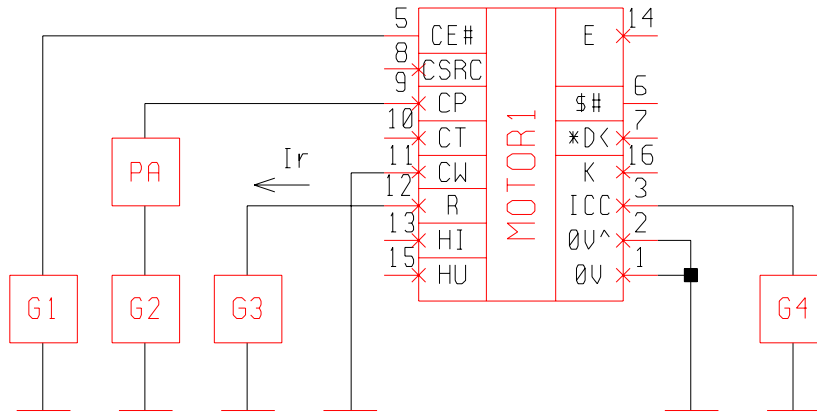 5 CE# E 14
8 CSRC
9 CP $# 6
10 CT *D< 7
PA
Ir
11 CW K 16
12 R ICC 3
13 HI 0V^ 2
15 HU 0V 1
MOTOR1
G1 G2 G3 G4